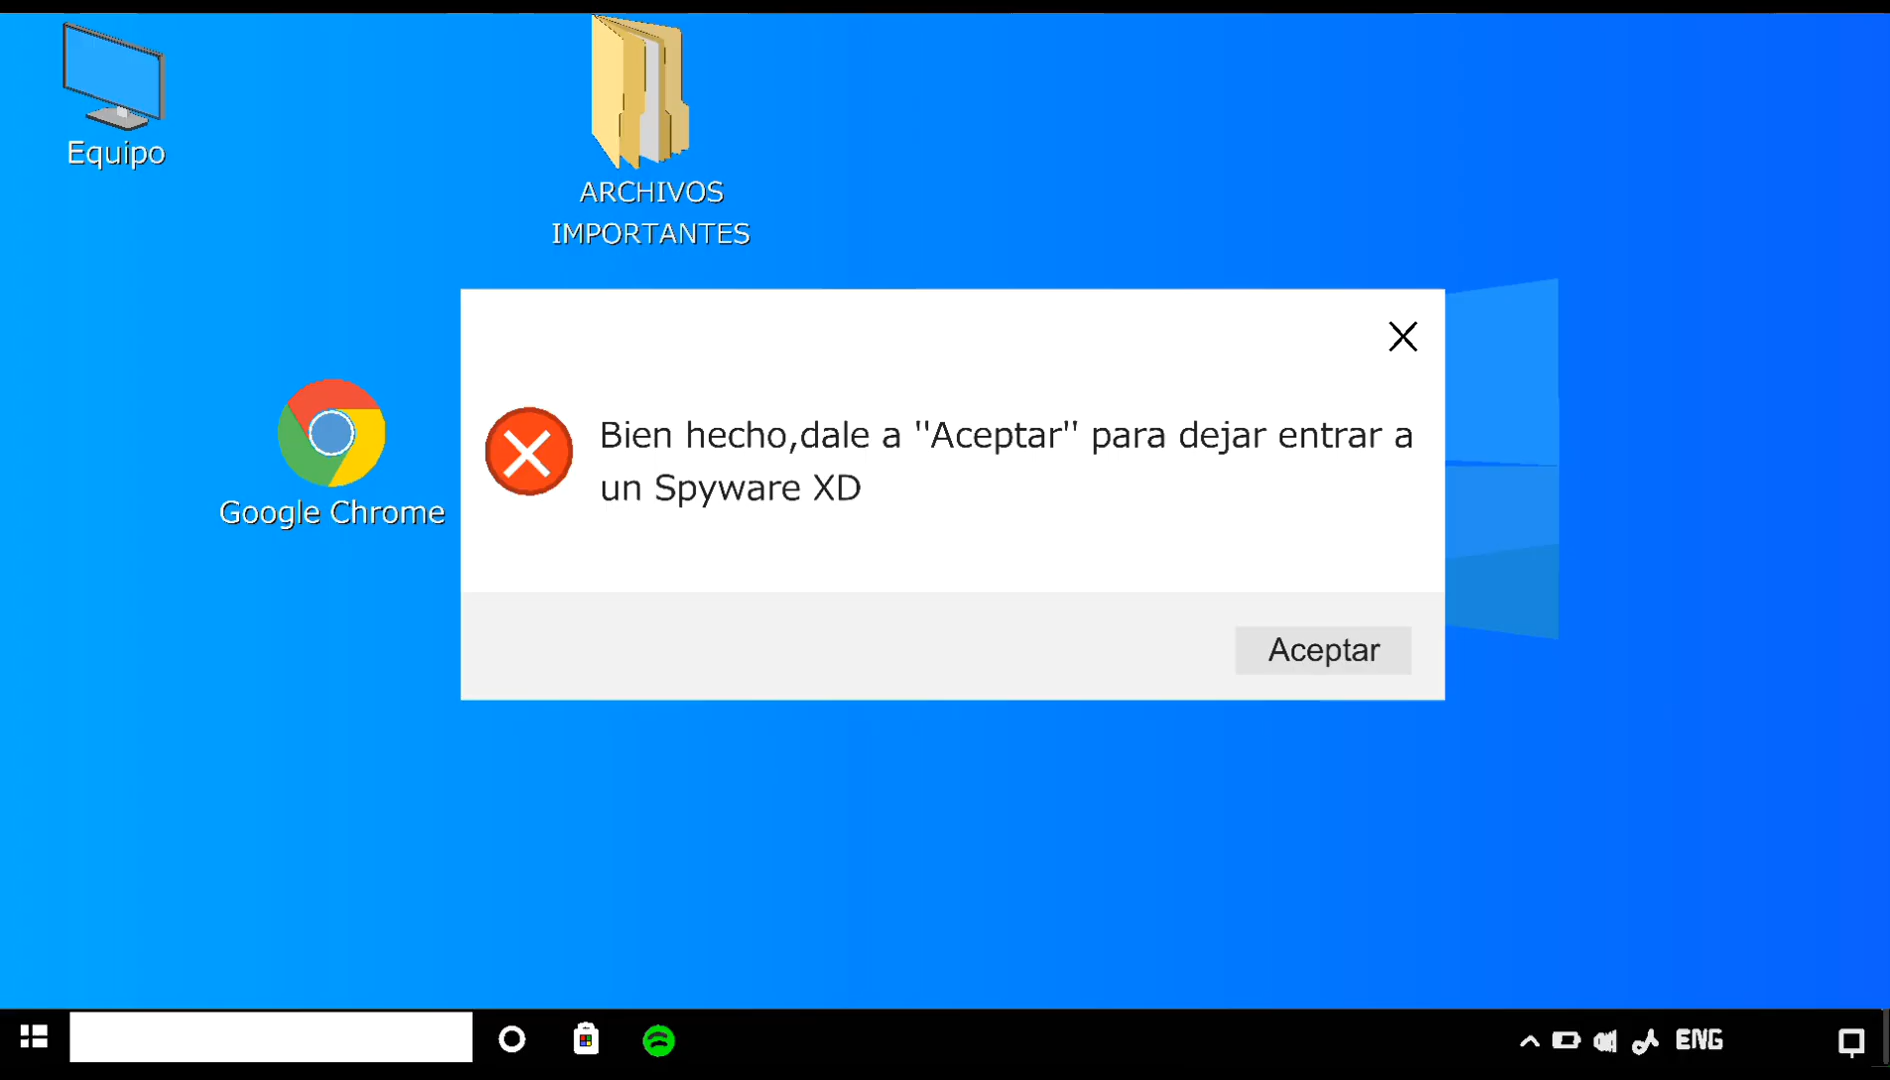 Equipo
ARCHIVOS
IMPORTANTES
Google Chrome
Bien hecho,dale a "Aceptar" para dejar entrar a
un Spyware XD
Aceptar
ENG